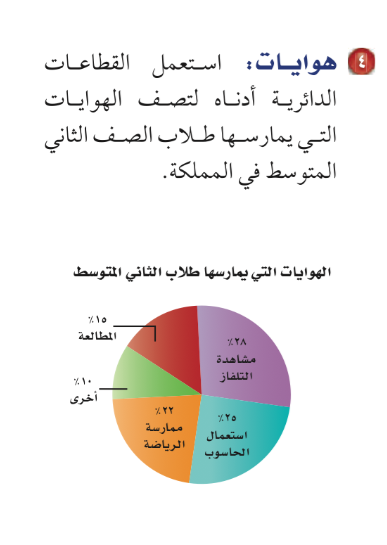 ٤ هوايات: استعمل القطاعات
الدائرية أدناه لتصف الهوايات
التي يمارسها طلاب الصف الثاني
المتوسط في المملكة.
الهوايات التي يمارسها طلاب الثاني المتوسط
١٥٪
المطالعة
٢٨٪
مشاهدة
التلفاز
١٠٪
أخرى
٢٢٪
ممارسة
الرياضة
٢٥٪
استعمال
الحاسوب